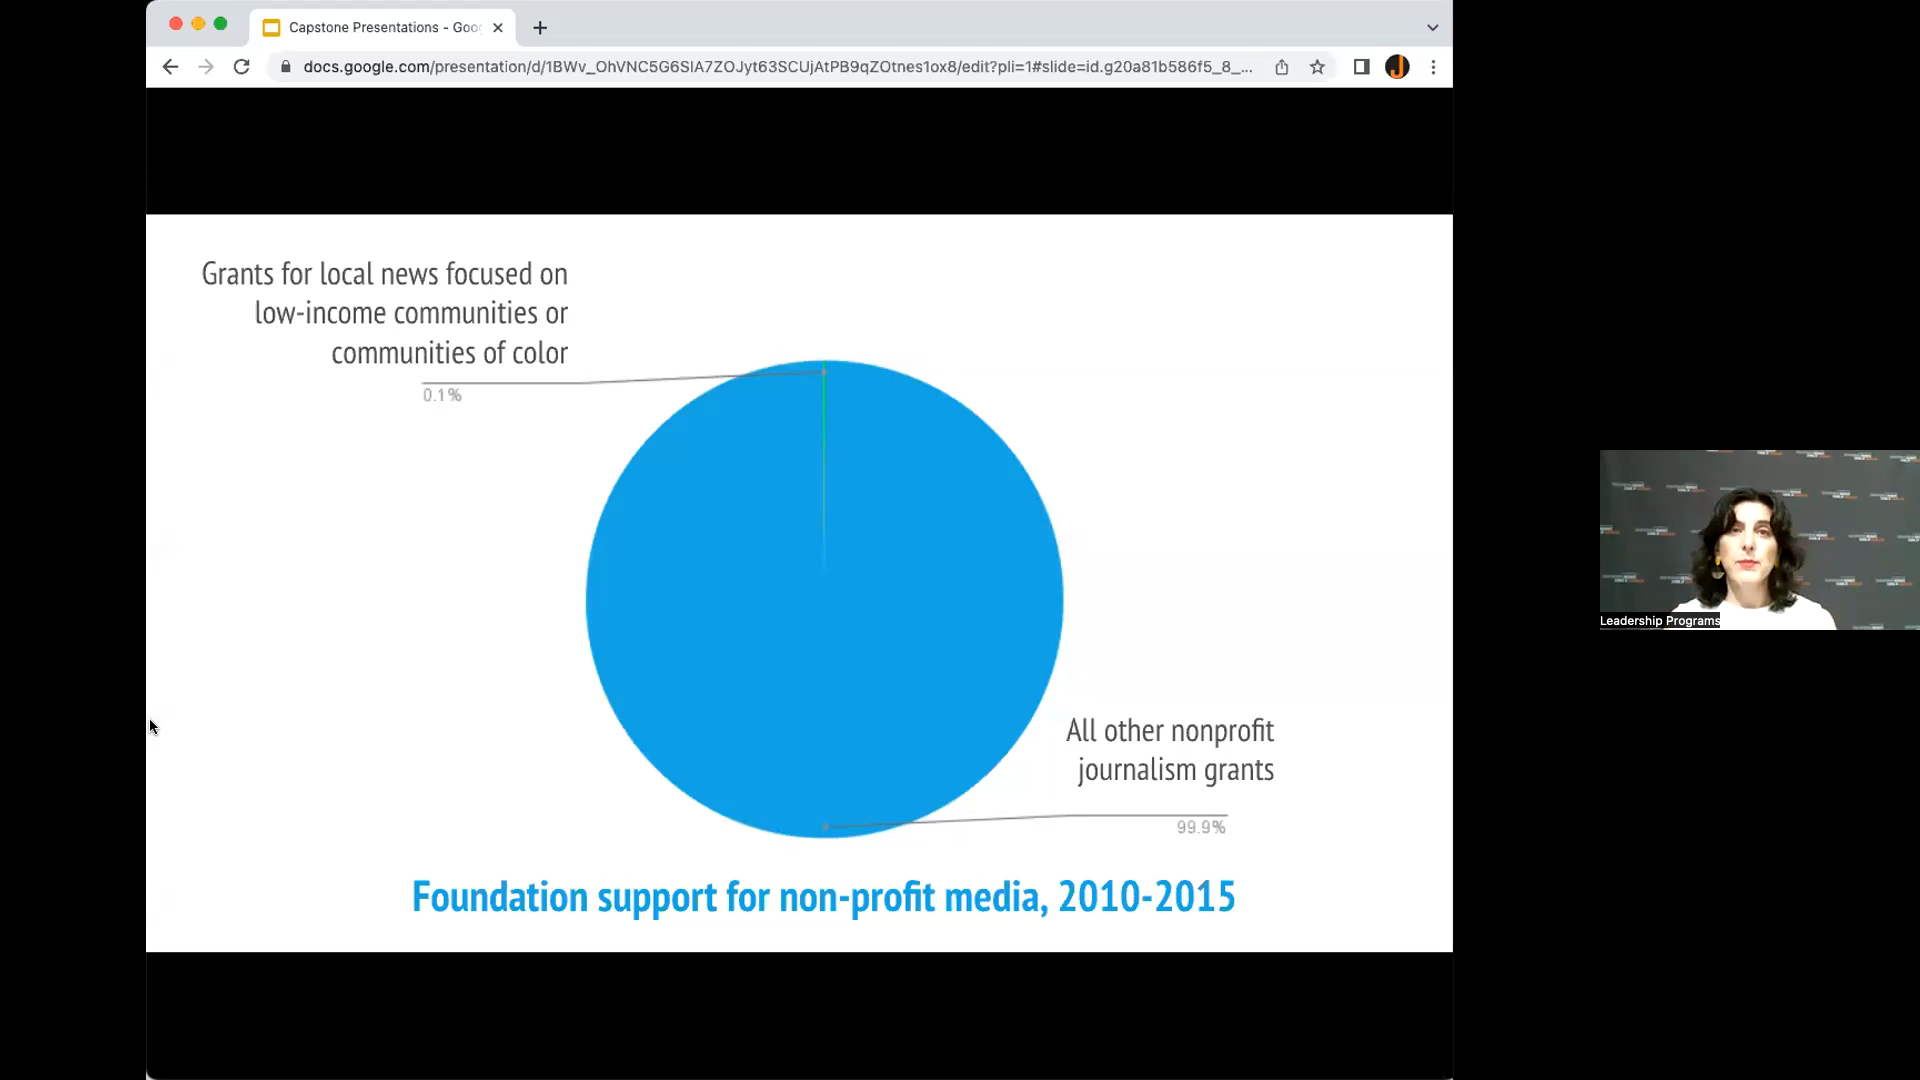 Capstone Presentations - Goo
docs.google.com/presentation/d/1BWv_OhVNC5G6SIA7ZOJyt63SCUjAtPB9qZOtnes1ox8/edit?pli=1#slide=id.g20a81b586f5_8_...
Grants for local news focused on
low-income communities or
communities of color
0.1%
All other nonprofit
journalism grants
99.9%
Foundation support for non-profit media, 2010-2015
Leadership Programs